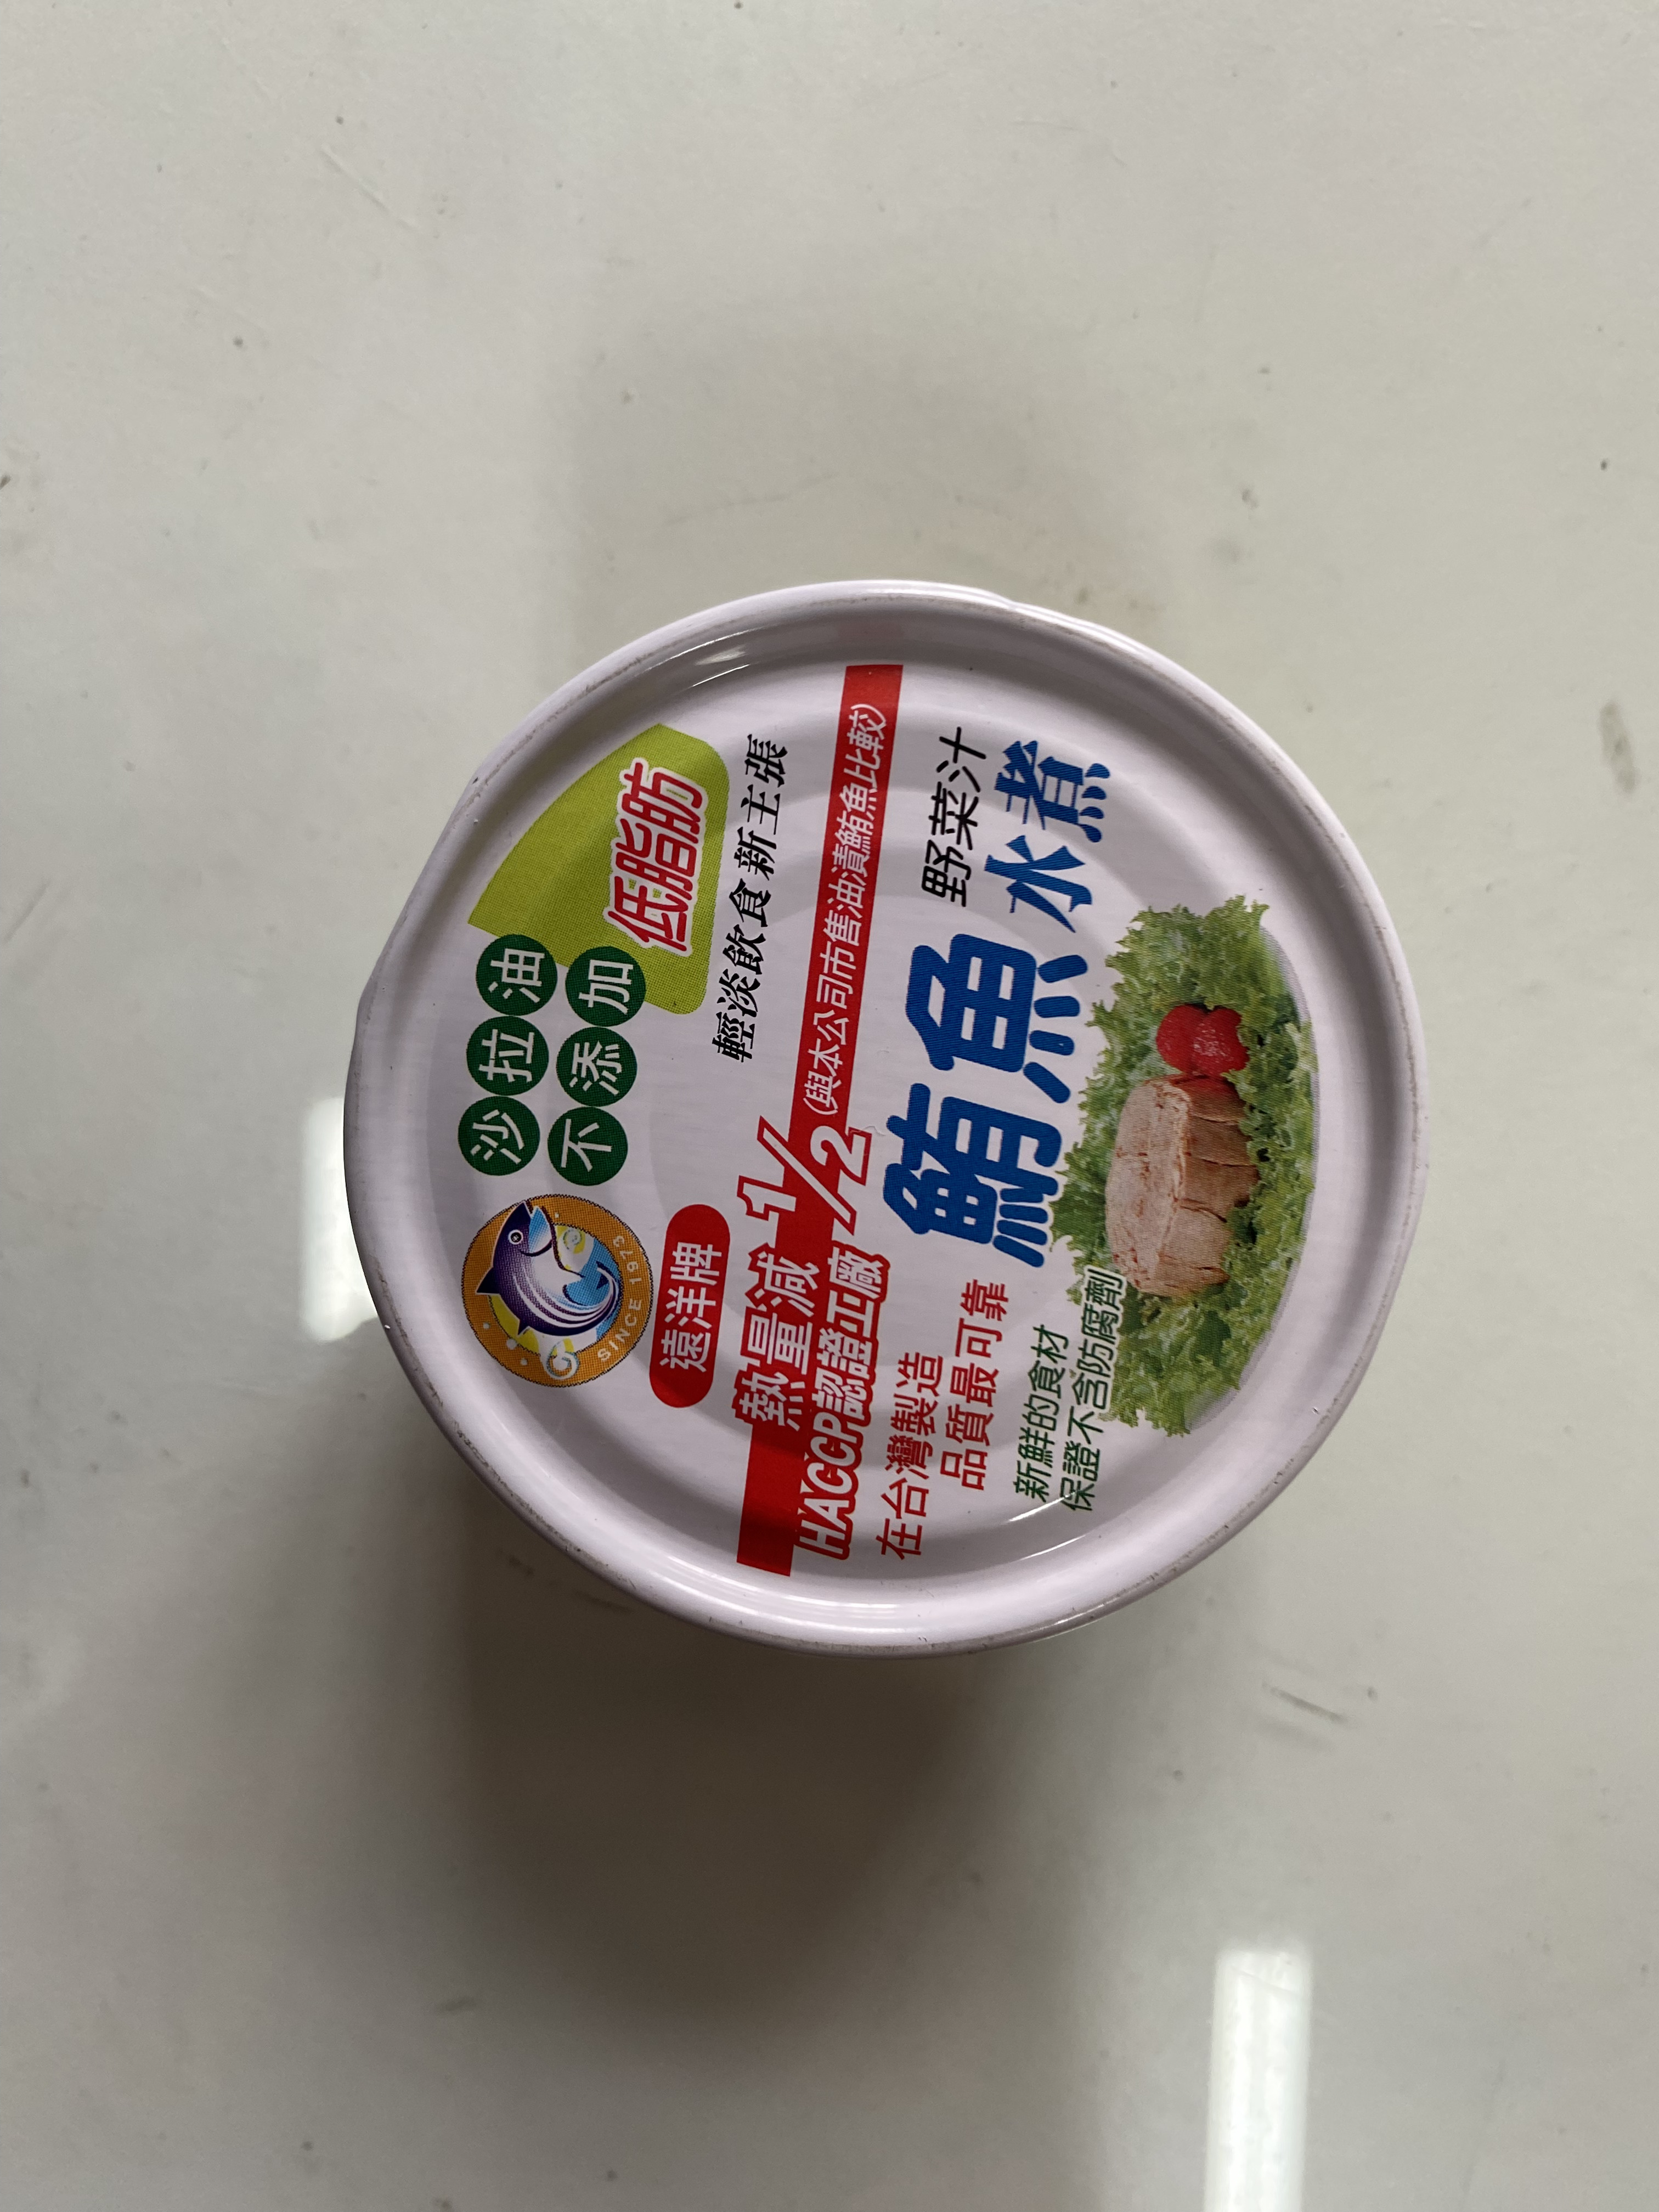 沙拉油
不添加
低脂肪
SINCE 1973
遠洋牌
輕淡飲食新主張
熱量減1/2(與本公司市售油漬鮪魚比較)
HACCP認證工廠
在台灣製造
品質最可靠
野菜汁
鮪魚水煮
新鮮的食材
保證不含防腐劑